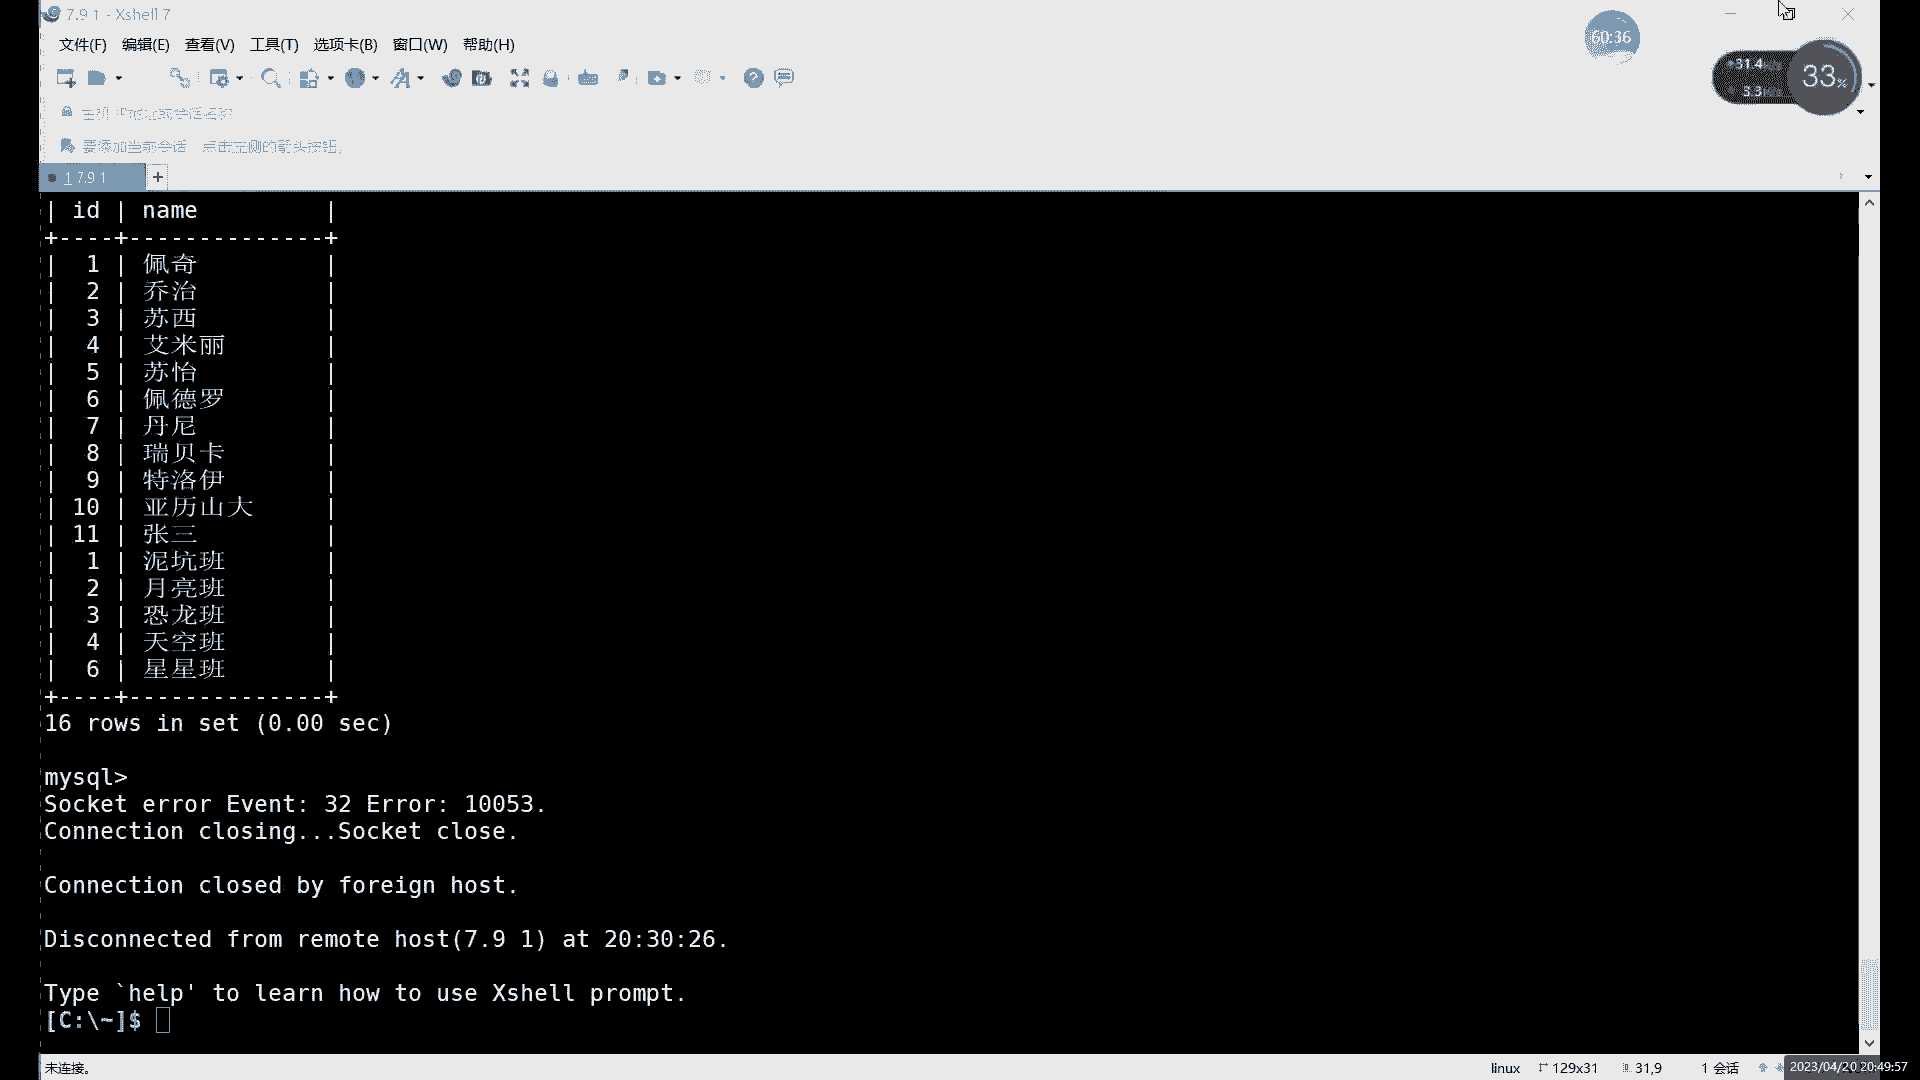 7.9 1 - Xshell 7
文件(F) 编辑(E) 查看(V) 工具(T) 选项卡(B) 窗口(W) 帮助(H)
60:36
31.4
3.3
33%
要添加当前会话，点击左侧的箭头按钮。
1 7.9 1 +
| id | name |
+----+--------------+
| 1 | 佩奇 |
| 2 | 乔治 |
| 3 | 苏西 |
| 4 | 艾米丽 |
| 5 | 苏怡 |
| 6 | 佩德罗 |
| 7 | 丹尼 |
| 8 | 瑞贝卡 |
| 9 | 特洛伊 |
| 10 | 亚历山大 |
| 11 | 张三 |
| 1 | 泥坑班 |
| 2 | 月亮班 |
| 3 | 恐龙班 |
| 4 | 天空班 |
| 6 | 星星班 |
+----+--------------+
16 rows in set (0.00 sec)
mysql>
Socket error Event: 32 Error: 10053.
Connection closing...Socket close.
Connection closed by foreign host.
Disconnected from remote host(7.9 1) at 20:30:26.
Type `help' to learn how to use Xshell prompt.
[C:\~]$
未连接。 linux 129x31 31,9 1 会话 2023/04/20 20:49:57